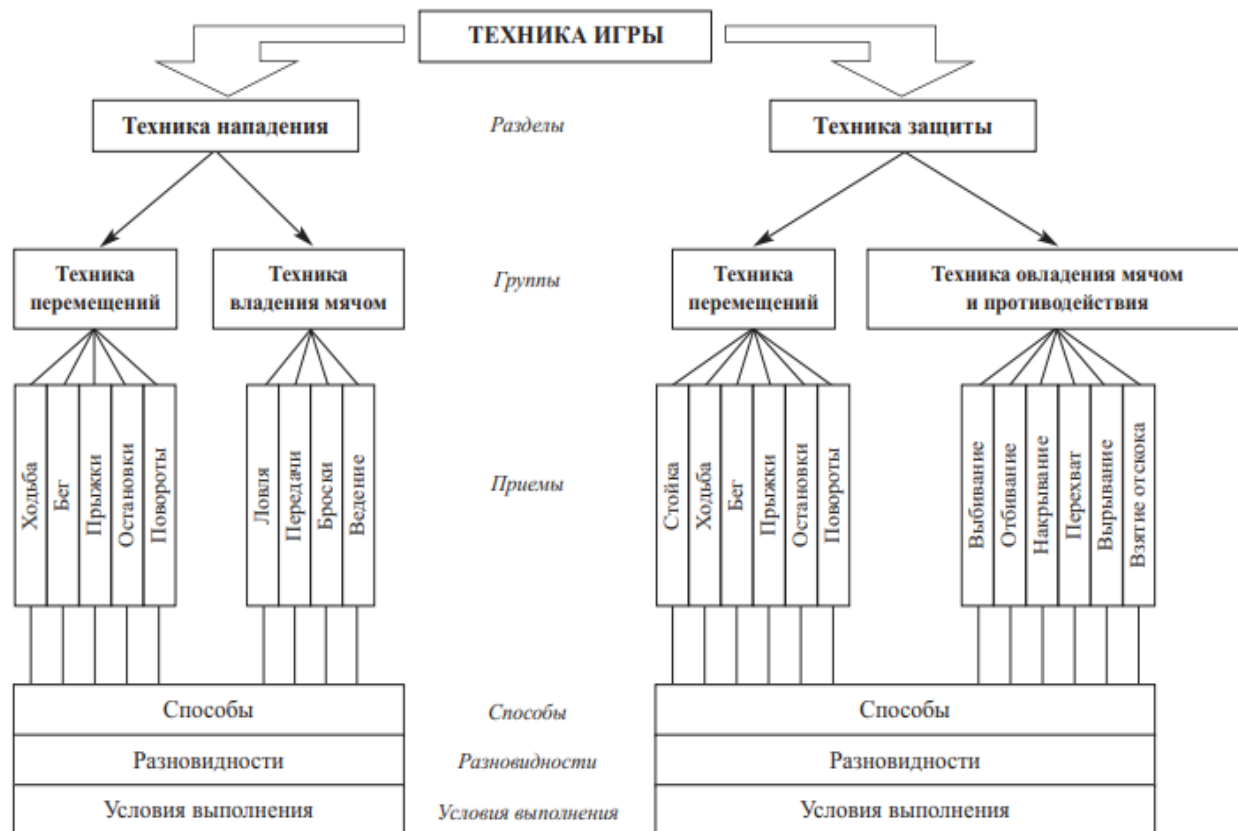 ТЕХНИКА ИГРЫ
Техника нападения
Разделы
Техника защиты
Техника
перемещений
Техника
владения мячом
Группы
Техника
перемещений
Техника овладения мячом
и противодействия
Ходьба
Бег
Прыжки
Остановки
Повороты
Ловля
Передачи
Броски
Ведение
Приемы
Стойка
Ходьба
Бег
Прыжки
Остановки
Повороты
Выбивание
Отбивание
Накрывание
Перехват
Вырывание
Взятие отскока
Способы
Способы
Способы
Разновидности
Разновидности
Разновидности
Условия выполнения
Условия выполнения
Условия выполнения